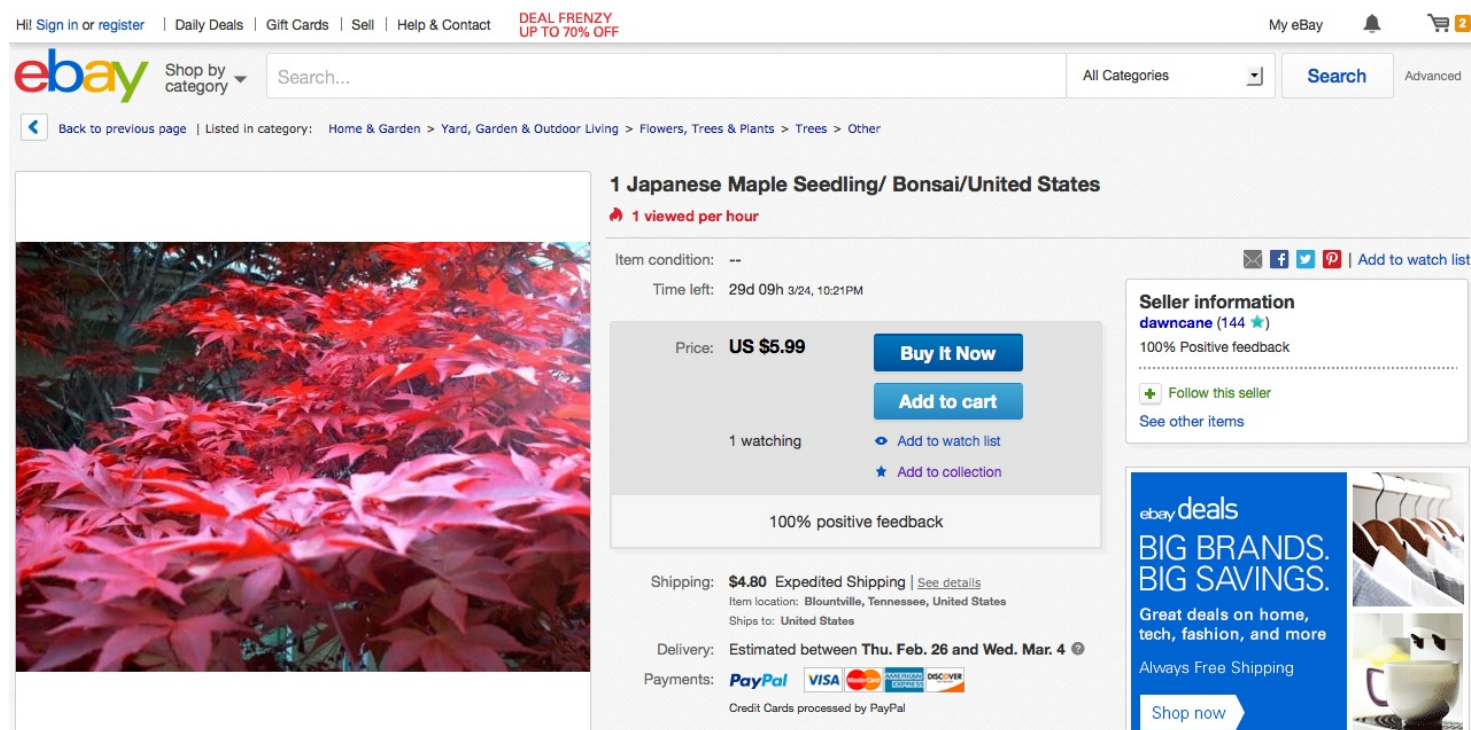 Hi! Sign in or register | Daily Deals | Gift Cards | Sell | Help & Contact
DEAL FRENZY
UP TO 70% OFF
My eBay
2
ebay
Shop by
category
Search...
All Categories
Search
Advanced
Back to previous page | Listed in category: Home & Garden > Yard, Garden & Outdoor Living > Flowers, Trees & Plants > Trees > Other
1 Japanese Maple Seedling/ Bonsai/United States
1 viewed per hour
Item condition: --
Time left: 29d 09h 3/24, 10:21PM
Price: US $5.99
Buy It Now
Add to cart
1 watching
Add to watch list
Add to collection
100% positive feedback
Shipping: $4.80 Expedited Shipping | See details
Item location: Blountville, Tennessee, United States
Ships to: United States
Delivery: Estimated between Thu. Feb. 26 and Wed. Mar. 4 ?
Payments: PayPal VISA MasterCard AMERICAN EXPRESS DISCOVER
Credit Cards processed by PayPal
f P | Add to watch list
Seller information
dawncane (144 ★)
100% Positive feedback
+ Follow this seller
See other items
ebay deals
BIG BRANDS.
BIG SAVINGS.
Great deals on home,
tech, fashion, and more
Always Free Shipping
Shop now